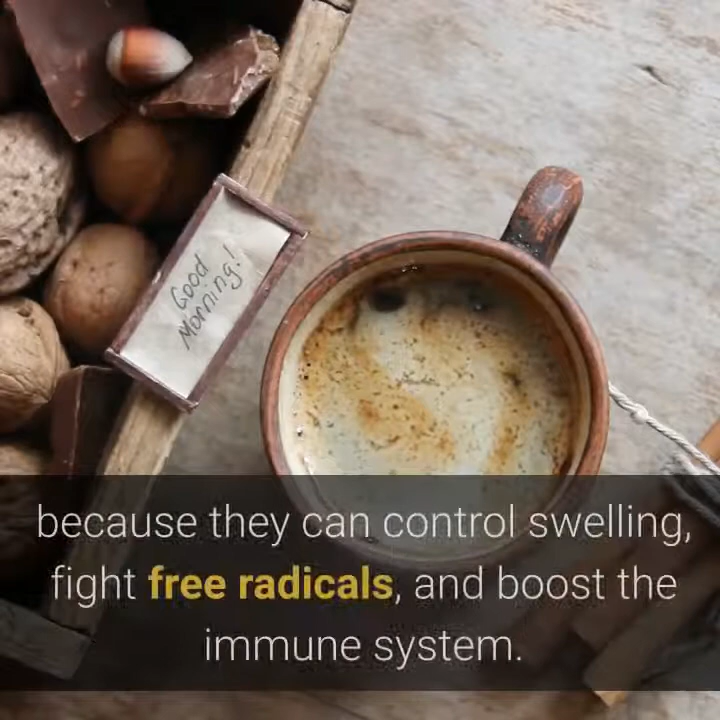 Good
Morning!
because they can control swelling,
fight free radicals, and boost the
immune system.